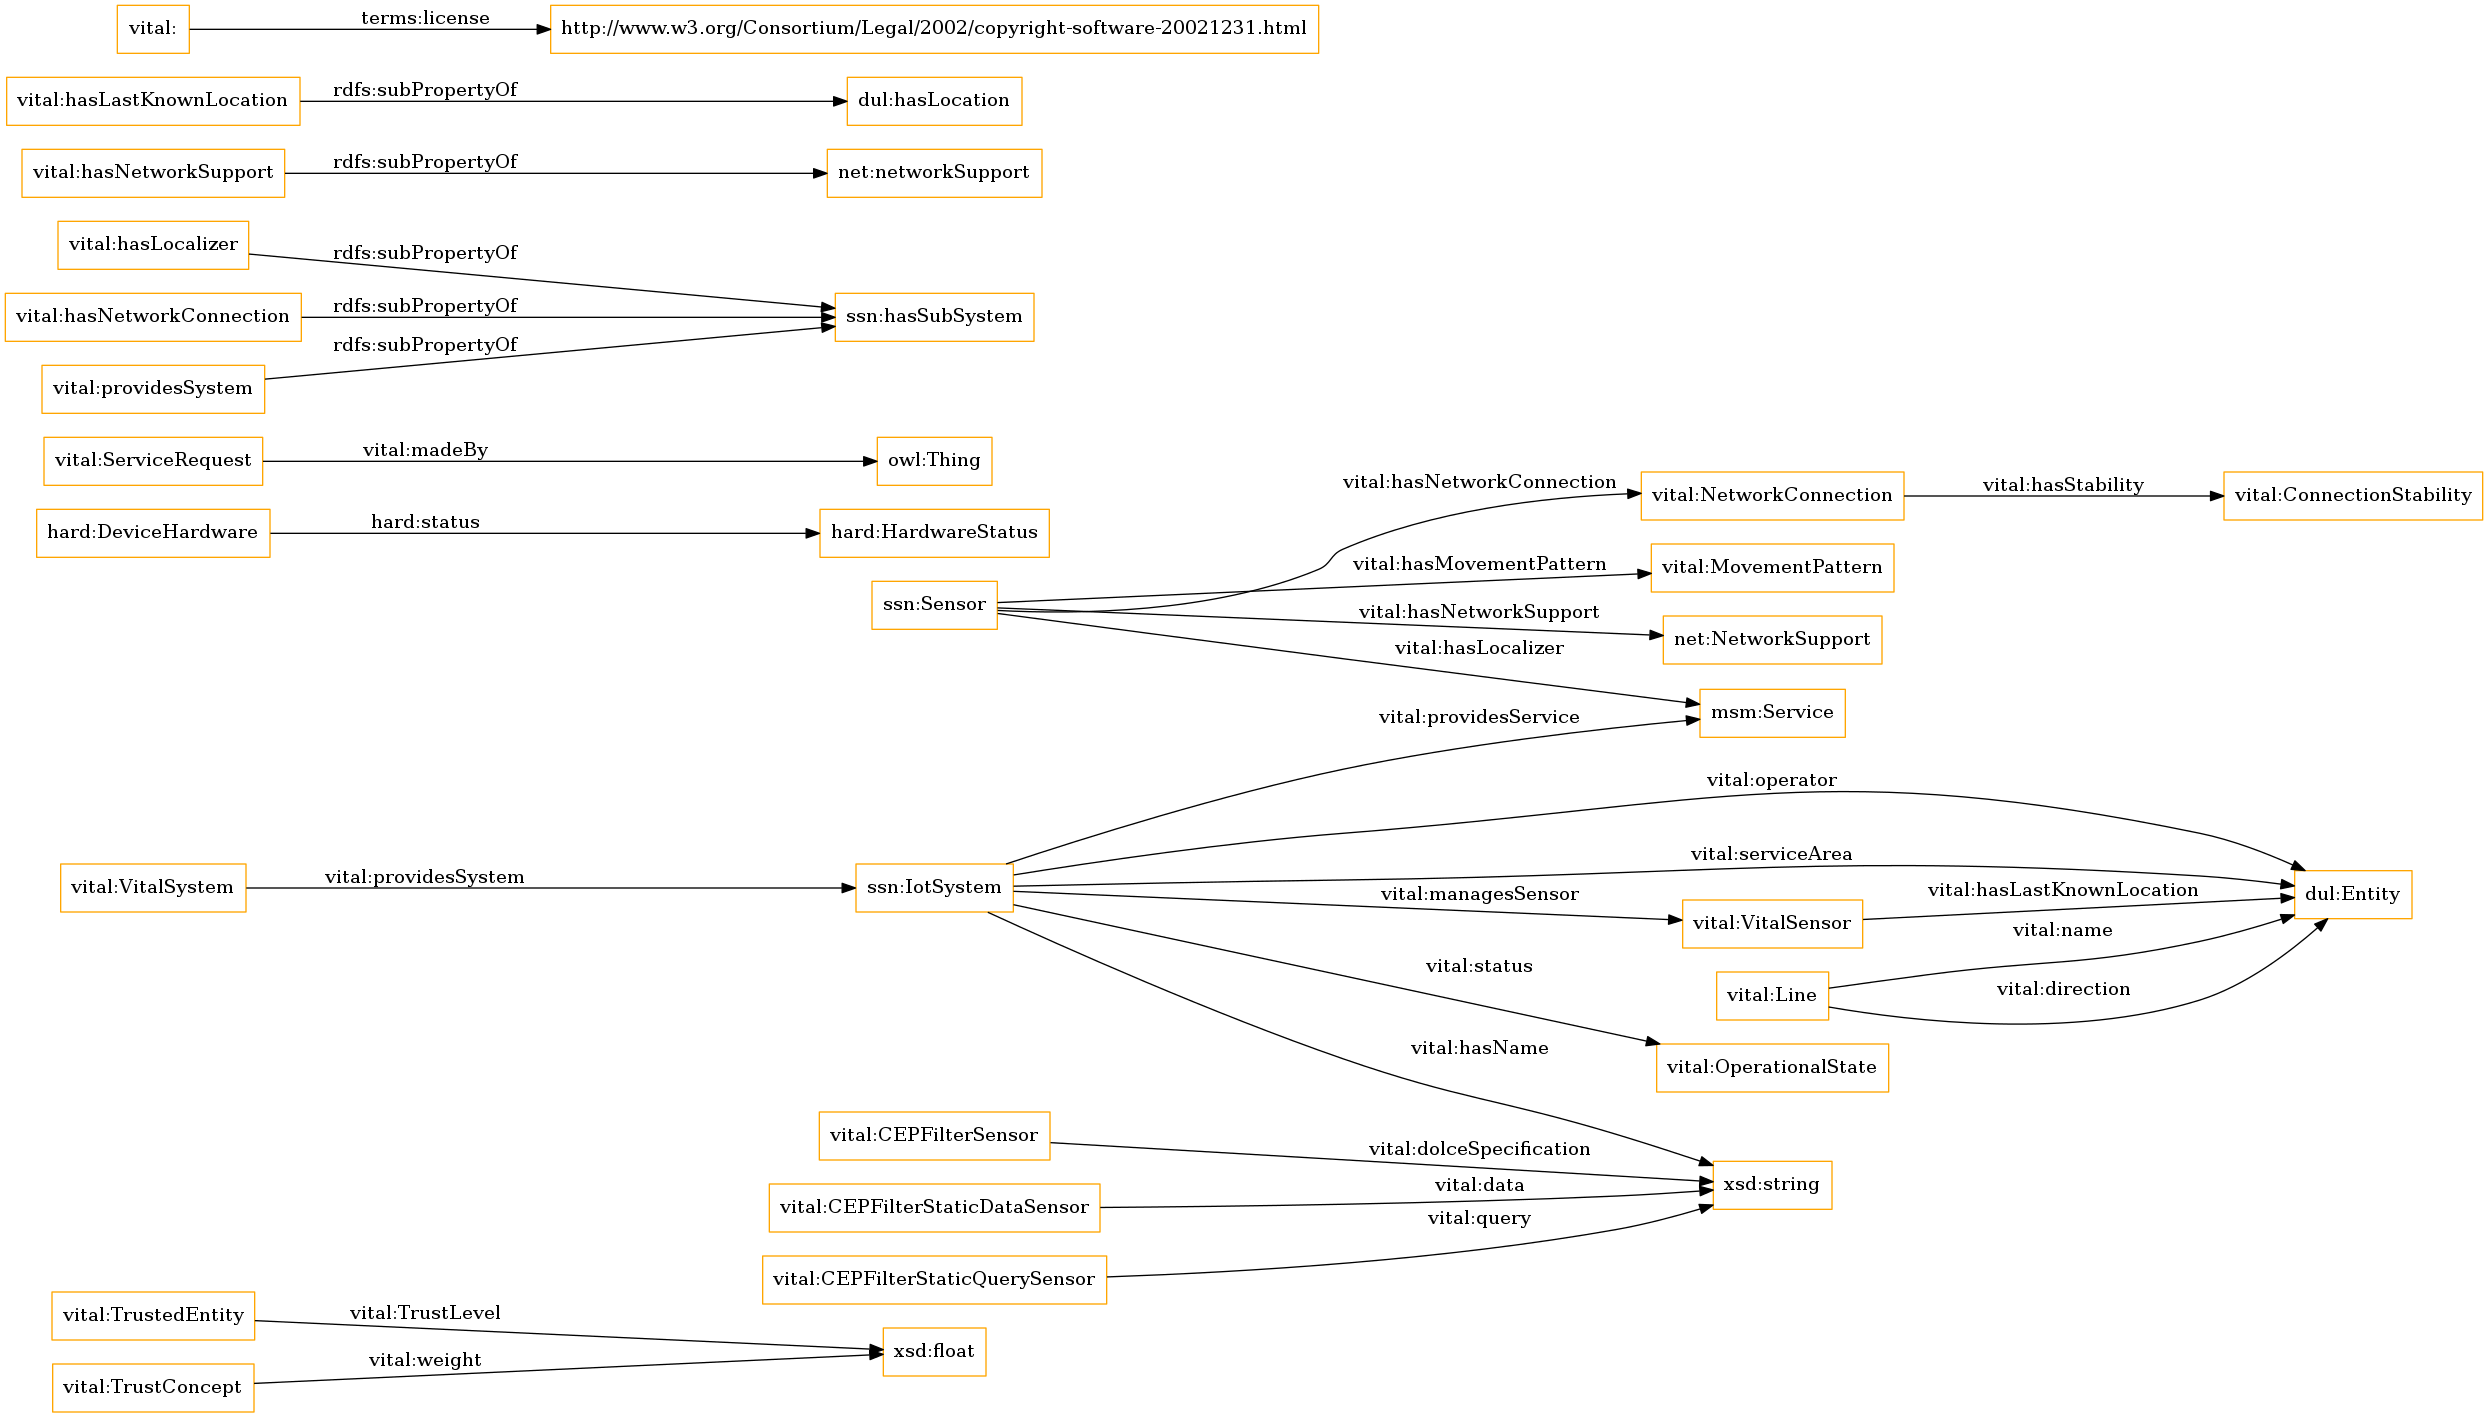 vital:
terms:license
http://www.w3.org/Consortium/Legal/2002/copyright-software-20021231.html
vital:hasLastKnownLocation
rdfs:subPropertyOf
dul:hasLocation
vital:hasNetworkSupport
rdfs:subPropertyOf
net:networkSupport
vital:hasLocalizer
rdfs:subPropertyOf
vital:hasNetworkConnection
rdfs:subPropertyOf
ssn:hasSubSystem
vital:providesSystem
rdfs:subPropertyOf
vital:ServiceRequest
vital:madeBy
owl:Thing
hard:DeviceHardware
hard:status
hard:HardwareStatus
ssn:Sensor
vital:hasNetworkConnection
vital:NetworkConnection
vital:hasStability
vital:ConnectionStability
vital:hasMovementPattern
vital:MovementPattern
vital:hasNetworkSupport
net:NetworkSupport
vital:hasLocalizer
msm:Service
vital:providesService
vital:VitalSystem
vital:providesSystem
ssn:IotSystem
vital:operator
vital:serviceArea
dul:Entity
vital:managesSensor
vital:VitalSensor
vital:hasLastKnownLocation
vital:name
vital:Line
vital:direction
vital:status
vital:OperationalState
vital:hasName
vital:CEPFilterSensor
vital:dolceSpecification
xsd:string
vital:CEPFilterStaticDataSensor
vital:data
vital:CEPFilterStaticQuerySensor
vital:query
vital:TrustedEntity
vital:TrustLevel
xsd:float
vital:TrustConcept
vital:weight